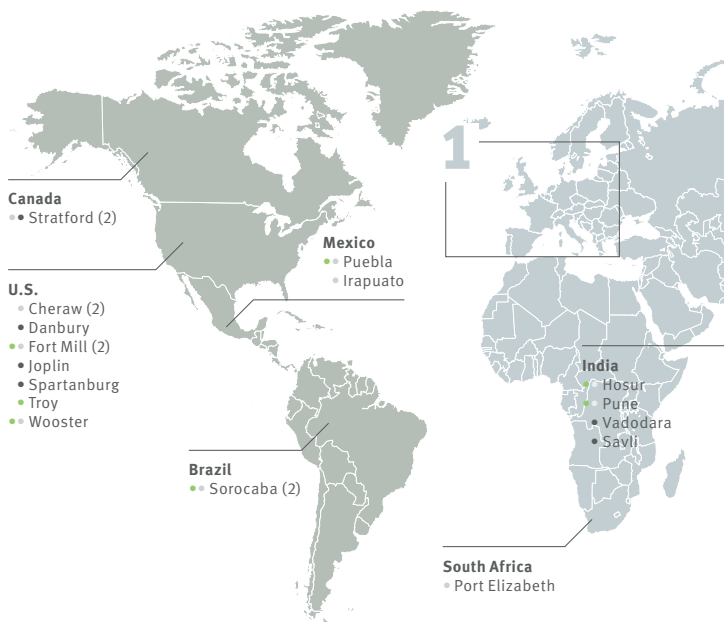 1
Canada
Stratford (2)
Mexico
Puebla
Irapuato
U.S.
Cheraw (2)
Danbury
Fort Mill (2)
Joplin
Spartanburg
Troy
Wooster
India
Hosur
Pune
Vadodara
Savli
Brazil
Sorocaba (2)
South Africa
Port Elizabeth